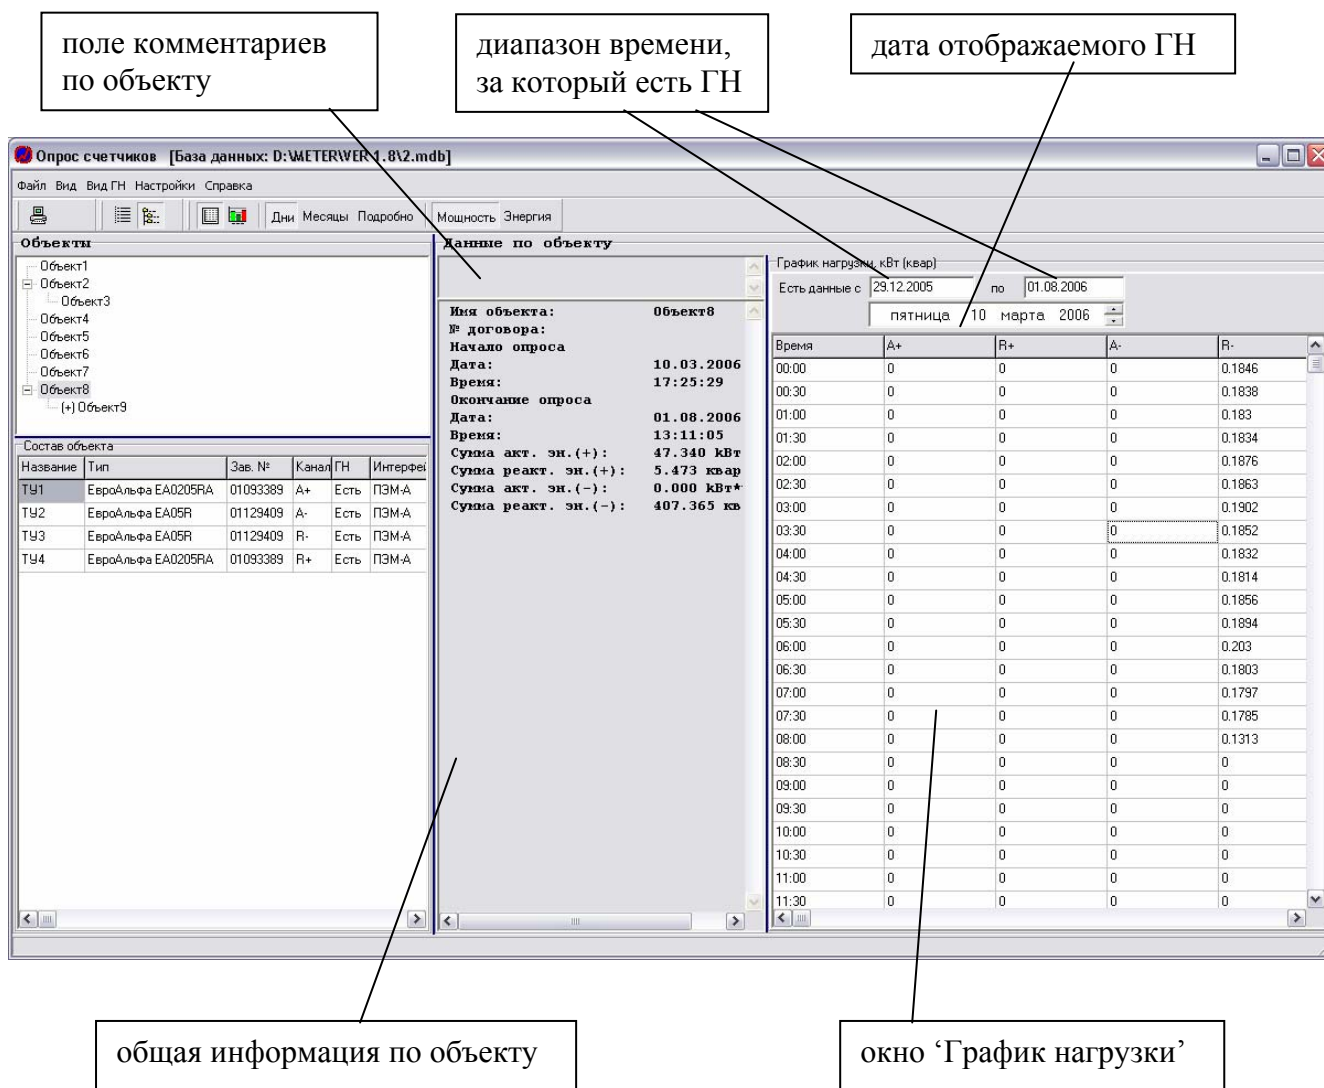 поле комментариев
по объекту
диапазон времени,
за который есть ГН
дата отображаемого ГН
Опрос счетчиков [База данных: D:\METER\VER 1.8\2.mdb]
Файл Вид Вид ГН Настройки Справка
Дни Месяцы Подробно Мощность Энергия
Объекты
Объект1
Объект2
Объект3
Объект4
Объект5
Объект6
Объект7
Объект8
(+) Объект9
Состав объекта
Название Тип Зав. № Канал ГН Интерфей
ТУ1 ЕвроАльфа EA0205RA 01093389 A+ Есть ПЭМ-А
ТУ2 ЕвроАльфа EA05R 01129409 A- Есть ПЭМ-А
ТУ3 ЕвроАльфа EA05R 01129409 R- Есть ПЭМ-А
ТУ4 ЕвроАльфа EA0205RA 01093389 R+ Есть ПЭМ-А
Данные по объекту
Имя объекта: Объект8
№ договора:
Начало опроса
Дата: 10.03.2006
Время: 17:25:29
Окончание опроса
Дата: 01.08.2006
Время: 13:11:05
Сумма акт. эн.(+): 47.340 кВт
Сумма реакт. эн.(+): 5.473 квар
Сумма акт. эн.(-): 0.000 кВт*
Сумма реакт. эн.(-): 407.365 кв
График нагрузки, кВт (квар)
Есть данные с 29.12.2005 по 01.08.2006
пятница 10 марта 2006
Время A+ R+ A- R-
00:00 0 0 0 0.1846
00:30 0 0 0 0.1838
01:00 0 0 0 0.183
01:30 0 0 0 0.1834
02:00 0 0 0 0.1876
02:30 0 0 0 0.1863
03:00 0 0 0 0.1902
03:30 0 0 0 0.1852
04:00 0 0 0 0.1832
04:30 0 0 0 0.1814
05:00 0 0 0 0.1856
05:30 0 0 0 0.1894
06:00 0 0 0 0.203
06:30 0 0 0 0.1803
07:00 0 0 0 0.1797
07:30 0 0 0 0.1785
08:00 0 0 0 0.1313
08:30 0 0 0 0
09:00 0 0 0 0
09:30 0 0 0 0
10:00 0 0 0 0
10:30 0 0 0 0
11:00 0 0 0 0
11:30 0 0 0 0
общая информация по объекту
окно ‘График нагрузки’